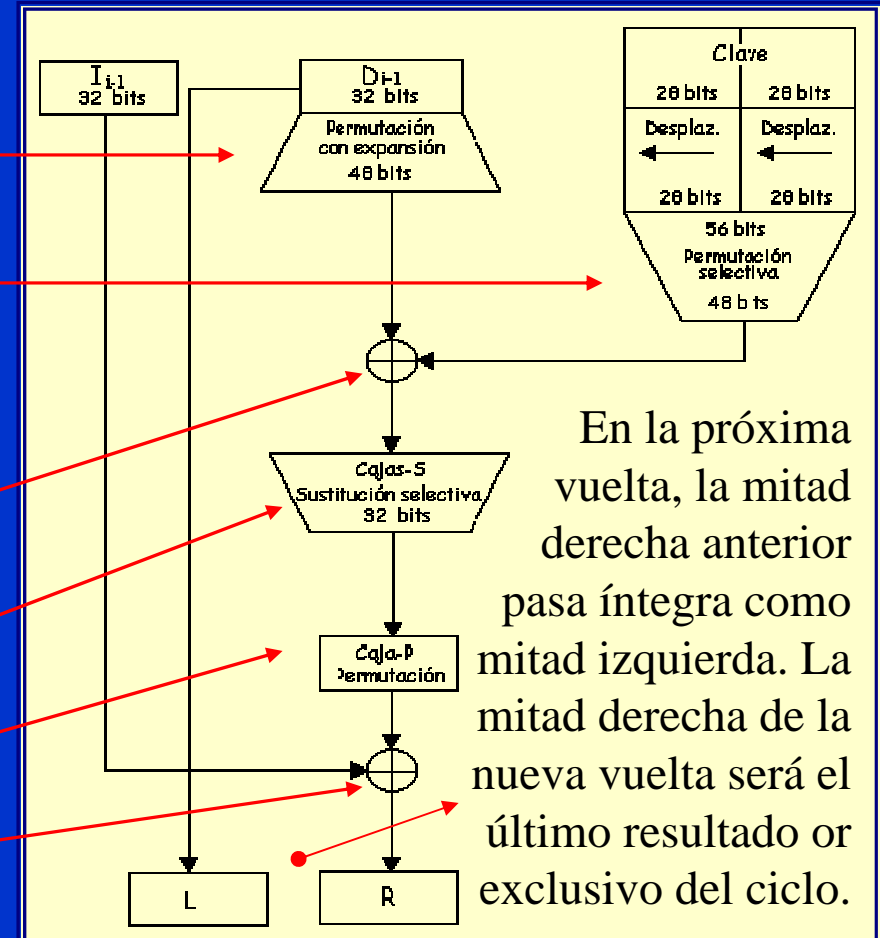 I i-1
32 bits
D i-1
32 bits
Permutación
con expansión
48 bits
Clave
28 bits 28 bits
Desplaz. Desplaz.
28 bits 28 bits
56 bits
Permutación
selectiva
48 bits
Cajas-S
Sustitución selectiva
32 bits
Caja-P
Permutación
L
R
En la próxima
vuelta, la mitad
derecha anterior
pasa íntegra como
mitad izquierda. La
mitad derecha de la
nueva vuelta será el
último resultado or
exclusivo del ciclo.